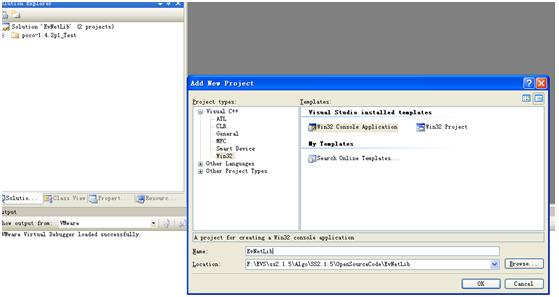 Solution Explorer
Solution 'EvNetLib' (2 projects)
poco-1.4.2p1_Test
Add New Project
Project types:
Templates:
Visual C++
ATL
CLR
General
MFC
Smart Device
Win32
Other Languages
Other Project Types
Visual Studio installed templates
Win32 Console Application
Win32 Project
My Templates
Search Online Templates...
Solutio...
Class View
Propert...
Resourc...
utput
how output from:
VMware
VMware Virtual Debugger loaded successfully
A project for creating a Win32 console application
Name:
EvNetLib
Location:
F:\EVS\ss2.1.5\Algo\SS2.1.5\OpenSourceCode\EvNetLib
Browse...
OK
Cancel